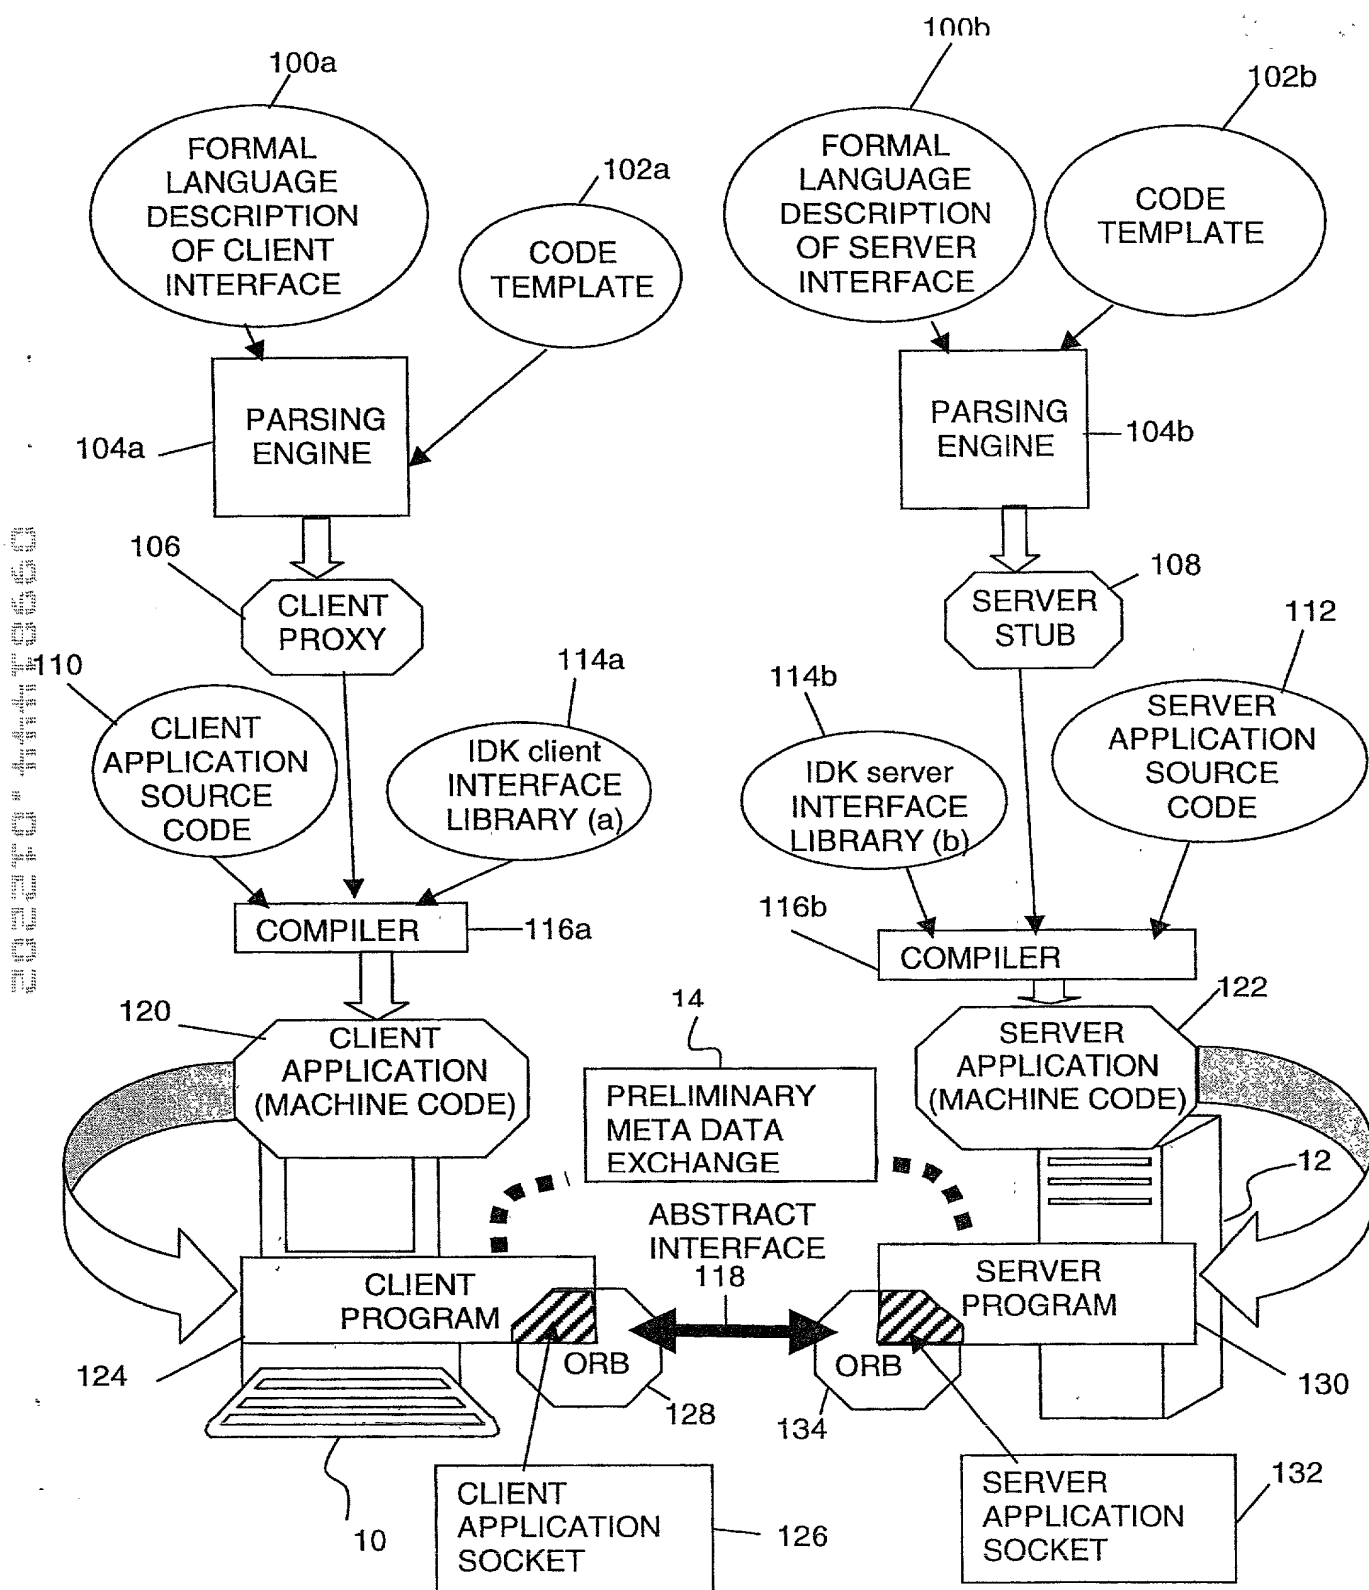 100a
100b
102b
FORMAL
LANGUAGE
DESCRIPTION
OF CLIENT
INTERFACE
102a
CODE
TEMPLATE
FORMAL
LANGUAGE
DESCRIPTION
OF SERVER
INTERFACE
CODE
TEMPLATE
PARSING
ENGINE
104a
PARSING
ENGINE
104b
106
CLIENT
PROXY
108
SERVER
STUB
110
CLIENT
APPLICATION
SOURCE
CODE
114a
IDK client
INTERFACE
LIBRARY (a)
114b
IDK server
INTERFACE
LIBRARY (b)
112
SERVER
APPLICATION
SOURCE
CODE
COMPILER
116a
116b
COMPILER
120
CLIENT
APPLICATION
(MACHINE CODE)
14
PRELIMINARY
META DATA
EXCHANGE
122
SERVER
APPLICATION
(MACHINE CODE)
12
ABSTRACT
INTERFACE
118
CLIENT
PROGRAM
SERVER
PROGRAM
ORB
ORB
124
128
134
130
10
CLIENT
APPLICATION
SOCKET
126
SERVER
APPLICATION
SOCKET
132